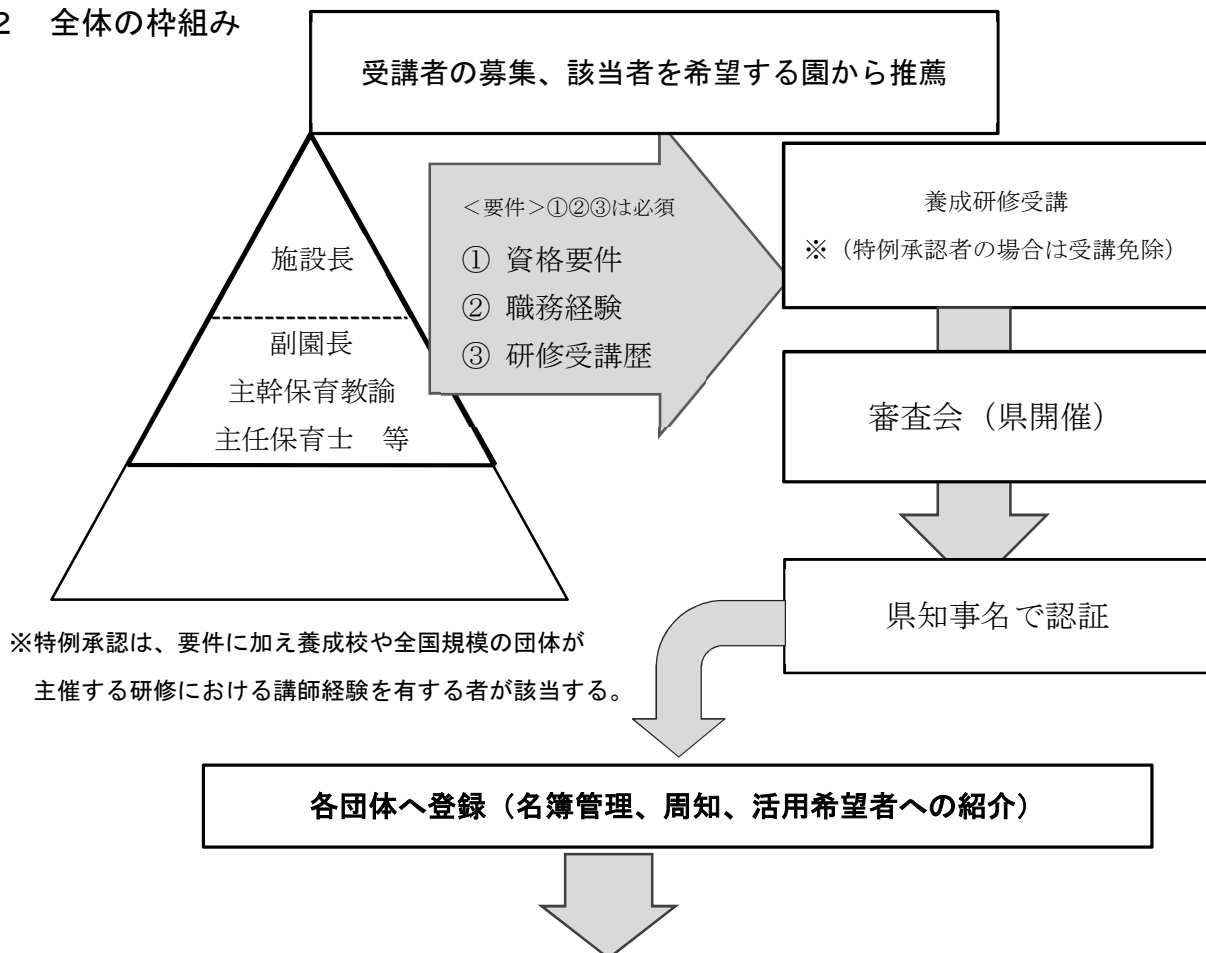 2 全体の枠組み
受講者の募集、該当者を希望する園から推薦
施設長
副園長
主幹保育教諭
主任保育士 等
<要件>①②③は必須
① 資格要件
② 職務経験
③ 研修受講歴
養成研修受講
※(特例承認者の場合は受講免除)
審査会(県開催)
県知事名で認証
※特例承認は、要件に加え養成校や全国規模の団体が
主催する研修における講師経験を有する者が該当する。
各団体へ登録(名簿管理、周知、活用希望者への紹介)